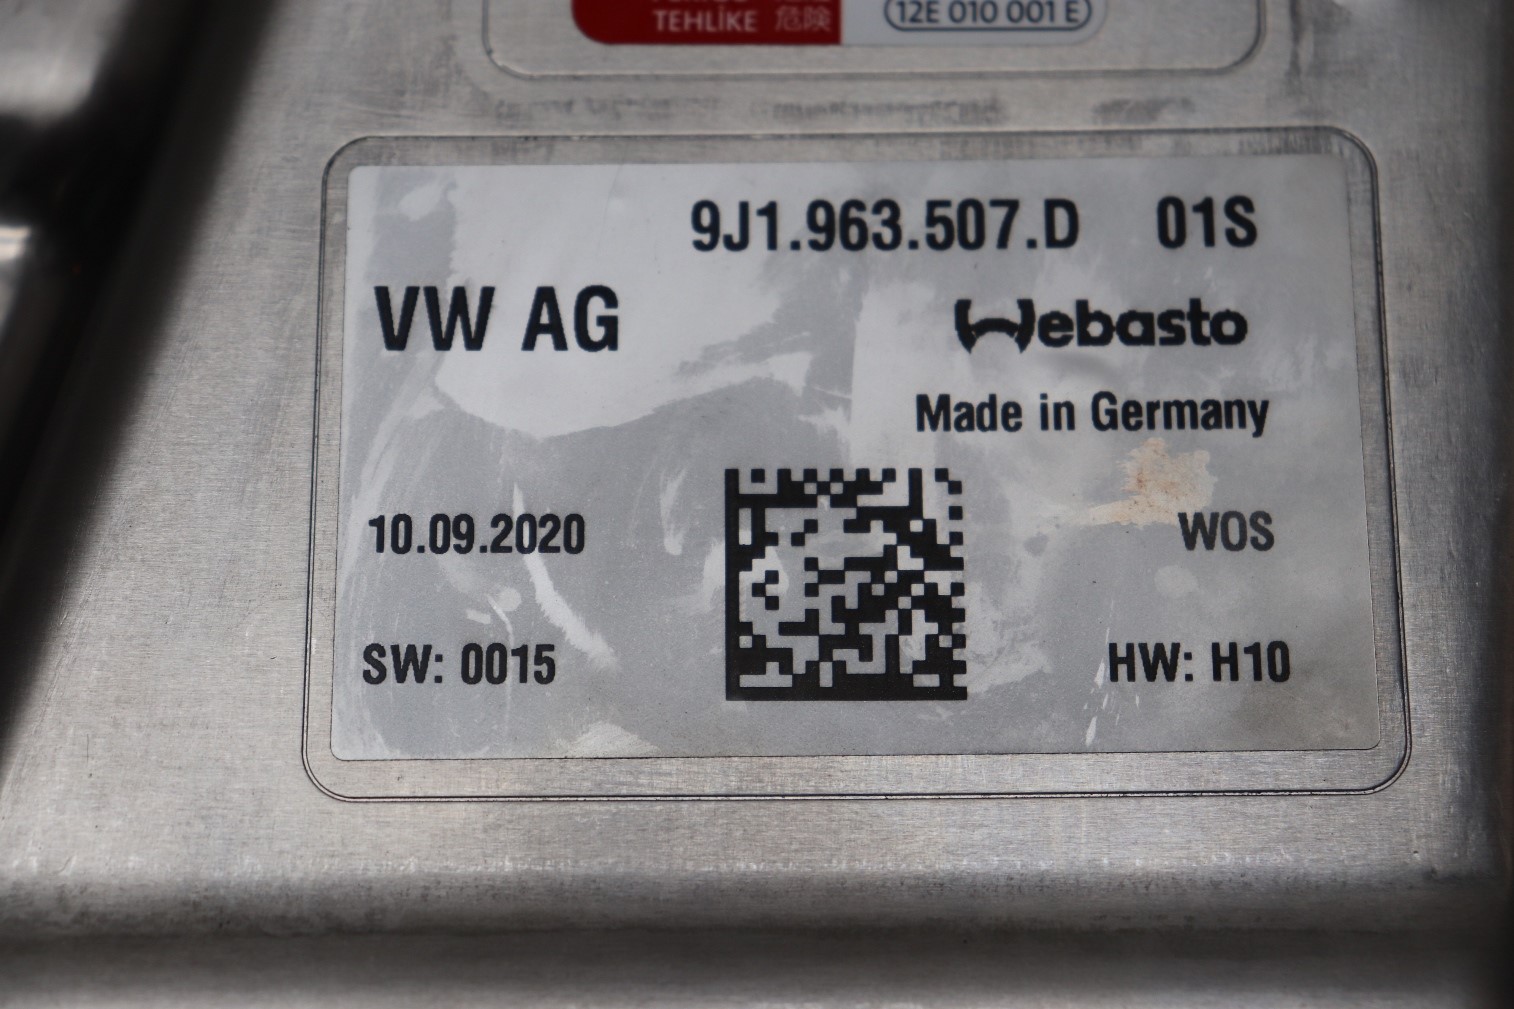 TEHLİKE 危険
12E 010 001 E
9J1.963.507.D 01S
VW AG
Webasto
Made in Germany
10.09.2020
WOS
SW: 0015
HW: H10